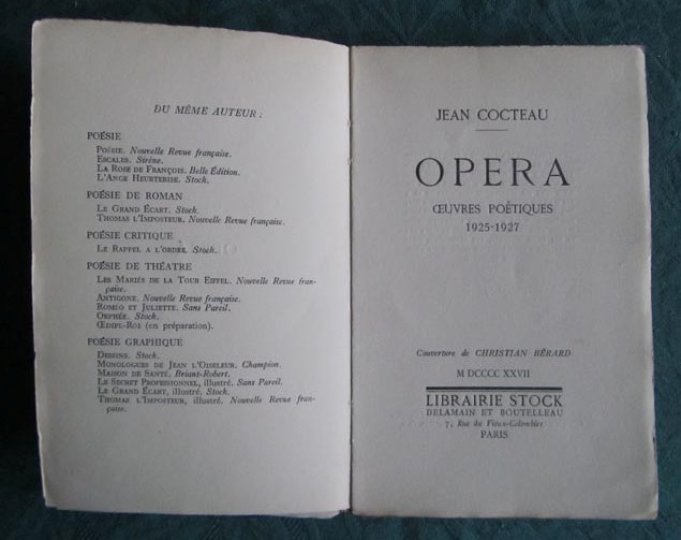 DU MÊME AUTEUR :
POÉSIE
POÉSIE. Nouvelle Revue française.
ESCALES. Sirène.
LA ROSE DE FRANÇOIS. Belle Édition.
L'ANGE HEURTEBISE. Stock.
POÉSIE DE ROMAN
LE GRAND ÉCART. Stock.
THOMAS L'IMPOSTEUR. Nouvelle Revue française.
POÉSIE CRITIQUE
LE RAPPEL A L'ORDRE. Stock.
POÉSIE DE THÉATRE
LES MARIÉS DE LA TOUR EIFFEL. Nouvelle Revue fran-
çaise.
ANTIGONE. Nouvelle Revue française.
ROMÉO ET JULIETTE. Sans Pareil.
ORPHÉE. Stock.
ŒDIPE-ROI (en préparation).
POÉSIE GRAPHIQUE
DESSINS. Stock.
MONOLOGUES DE JEAN L'OISELEUR. Champion.
MAISON DE SANTÉ. Briant-Robert.
LE SECRET PROFESSIONNEL, illustré. Sans Pareil.
LE GRAND ÉCART, illustré. Stock.
THOMAS L'IMPOSTEUR, illustré. Nouvelle Revue fran-
çaise.
JEAN COCTEAU
OPERA
ŒUVRES POÉTIQUES
1925-1927
Couverture de CHRISTIAN BÉRARD
M DCCCC XXVII
LIBRAIRIE STOCK
DELAMAIN ET BOUTELLEAU
7, Rue du Vieux-Colombier
PARIS